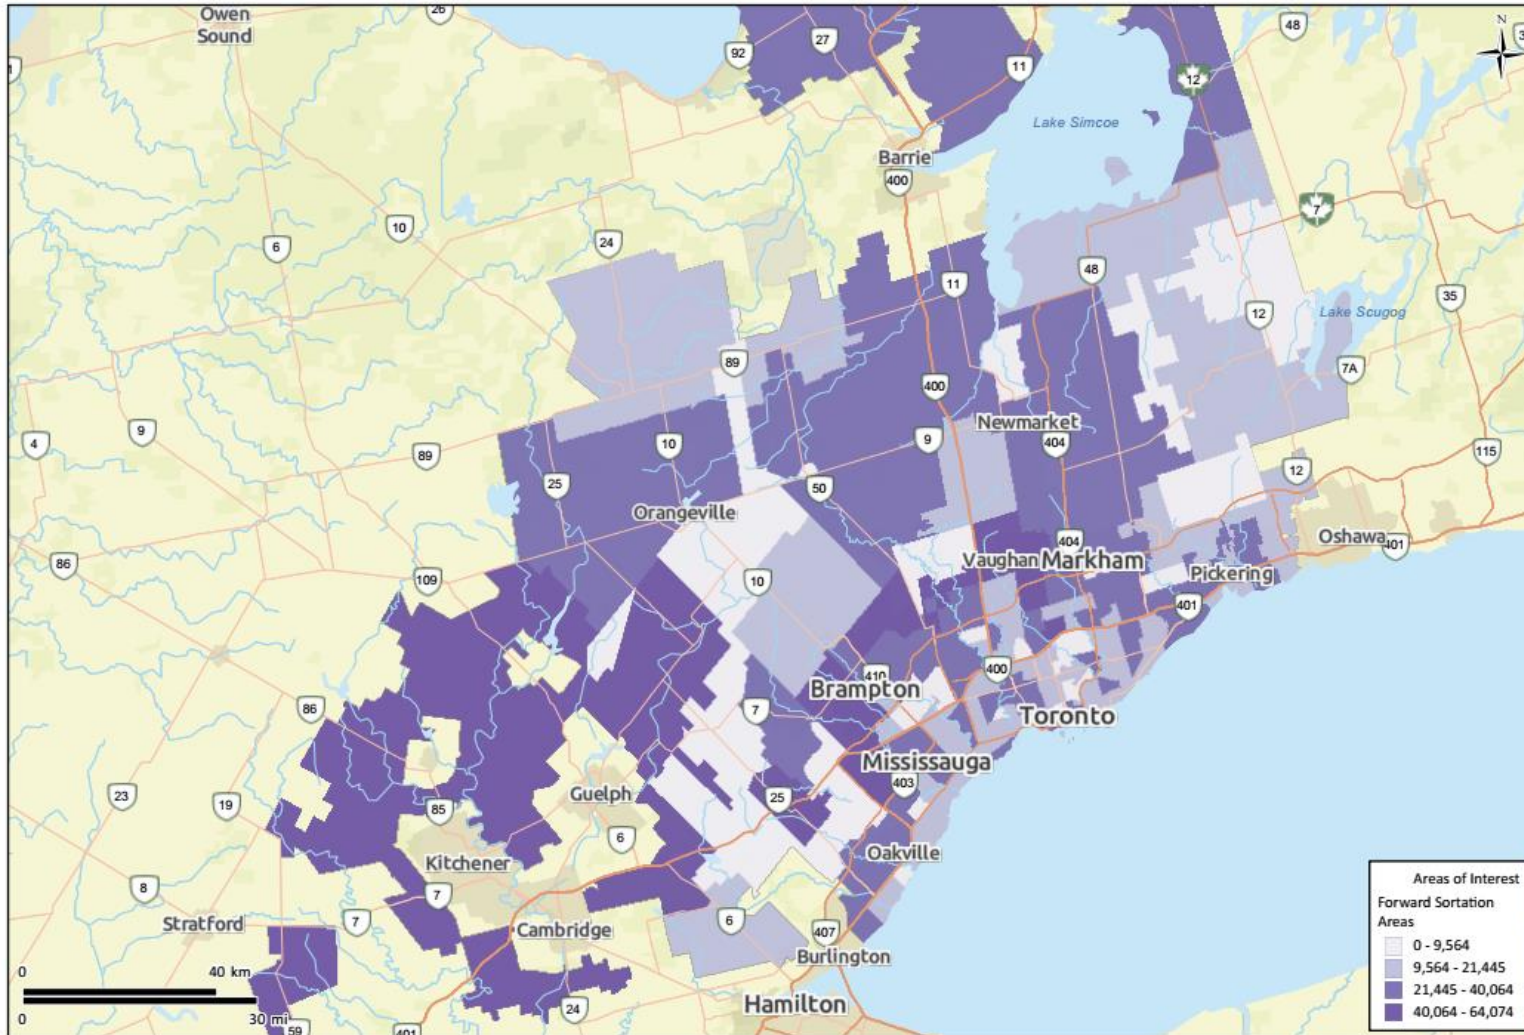 Owen
Sound
26
92
27
11
12
48
N
Lake Simcoe
Barrie
400
7
6
10
24
11
48
12
35
Lake Scugog
89
7A
400
Newmarket
404
4
9
89
10
9
12
115
25
50
Orangeville
Oshawa
401
404
Vaughan
Markham
Pickering
86
109
10
401
410
400
Brampton
Toronto
86
7
Mississauga
403
23
19
85
Guelph
25
6
Kitchener
Oakville
8
7
Stratford
7
Cambridge
6
407
Burlington
Hamilton
24
59
401
0
40 km
0
30 mi
Areas of Interest
Forward Sortation
Areas
0 - 9,564
9,564 - 21,445
21,445 - 40,064
40,064 - 64,074